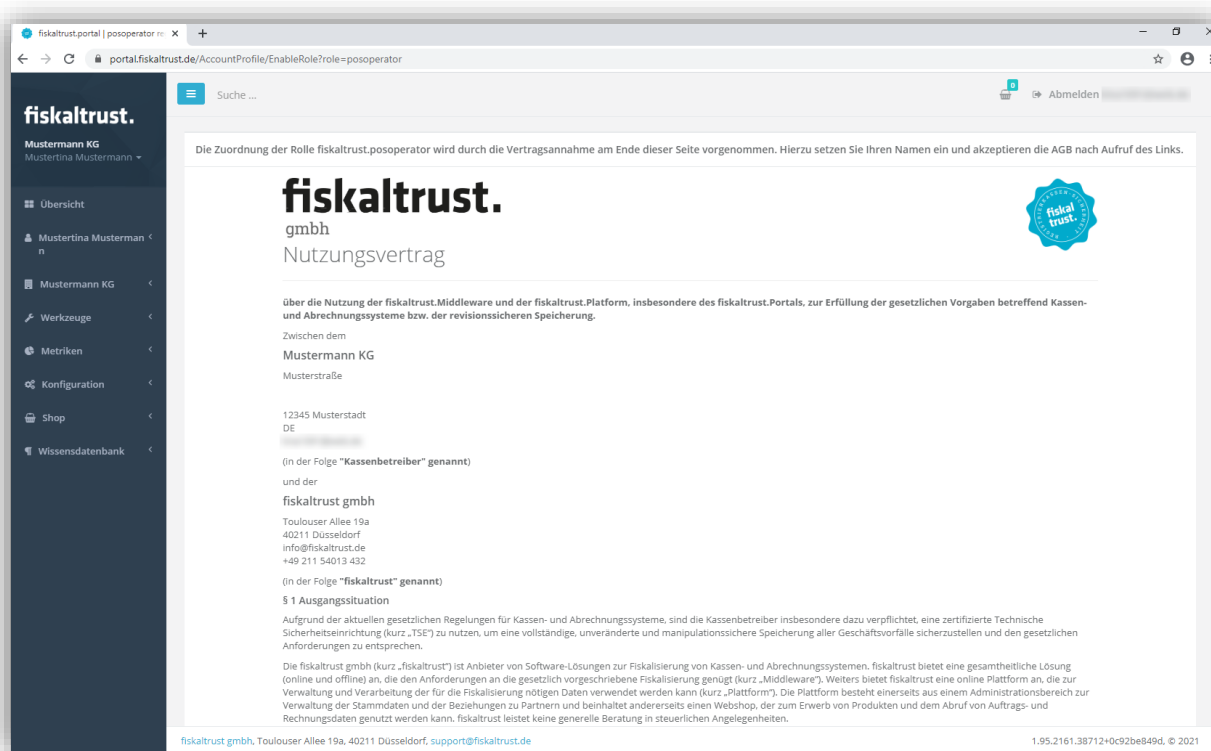 fiskaltrust.portal | posoperator re
portal.fiskaltrust.de/AccountProfile/EnableRole?role=posoperator
fiskaltrust.
Mustermann KG
Mustertina Mustermann
Übersicht
Mustertina Musterman
n
Mustermann KG
Werkzeuge
Metriken
Konfiguration
Shop
Wissensdatenbank
Suche ...
0
Abmelden
Die Zuordnung der Rolle fiskaltrust.posoperator wird durch die Vertragsannahme am Ende dieser Seite vorgenommen. Hierzu setzen Sie Ihren Namen ein und akzeptieren die AGB nach Aufruf des Links.
fiskaltrust.
gmbh
Nutzungsvertrag
fiskal
trust.
über die Nutzung der fiskaltrust.Middleware und der fiskaltrust.Platform, insbesondere des fiskaltrust.Portals, zur Erfüllung der gesetzlichen Vorgaben betreffend Kassen-
und Abrechnungssysteme bzw. der revisionssicheren Speicherung.
Zwischen dem
Mustermann KG
Musterstraße
12345 Musterstadt
DE
(in der Folge "Kassenbetreiber" genannt)
und der
fiskaltrust gmbh
Toulouser Allee 19a
40211 Düsseldorf
info@fiskaltrust.de
+49 211 54013 432
(in der Folge "fiskaltrust" genannt)
§ 1 Ausgangssituation
Aufgrund der aktuellen gesetzlichen Regelungen für Kassen- und Abrechnungssysteme, sind die Kassenbetreiber insbesondere dazu verpflichtet, eine zertifizierte Technische
Sicherheitseinrichtung (kurz „TSE") zu nutzen, um eine vollständige, unveränderte und manipulationssichere Speicherung aller Geschäftsvorfälle sicherzustellen und den gesetzlichen
Anforderungen zu entsprechen.
Die fiskaltrust gmbh (kurz „fiskaltrust") ist Anbieter von Software-Lösungen zur Fiskalisierung von Kassen- und Abrechnungssystemen. fiskaltrust bietet eine gesamtheitliche Lösung
(online und offline) an, die den Anforderungen an die gesetzlich vorgeschriebene Fiskalisierung genügt (kurz „Middleware"). Weiters bietet fiskaltrust eine online Plattform an, die zur
Verwaltung und Verarbeitung der für die Fiskalisierung nötigen Daten verwendet werden kann (kurz „Plattform"). Die Plattform besteht einerseits aus einem Administrationsbereich zur
Verwaltung der Stammdaten und der Beziehungen zu Partnern und beinhaltet andererseits einen Webshop, der zum Erwerb von Produkten und dem Abruf von Auftrags- und
Rechnungsdaten genutzt werden kann. fiskaltrust leistet keine generelle Beratung in steuerlichen Angelegenheiten.
fiskaltrust gmbh, Toulouser Allee 19a, 40211 Düsseldorf, support@fiskaltrust.de
1.95.2161.38712+0c92be849d, © 2021